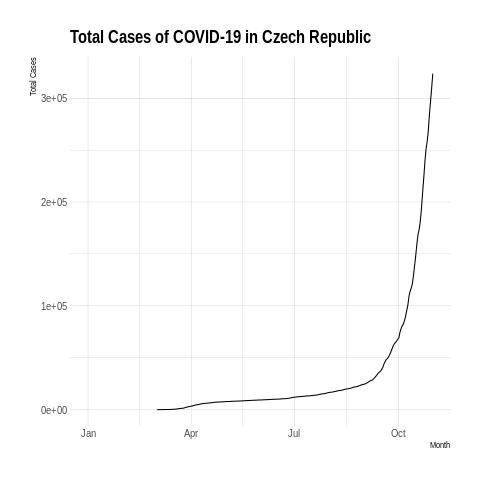 Total Cases of COVID-19 in Czech Republic
Total Cases
3e+05
2e+05
1e+05
0e+00
Jan Apr Jul Oct
Month